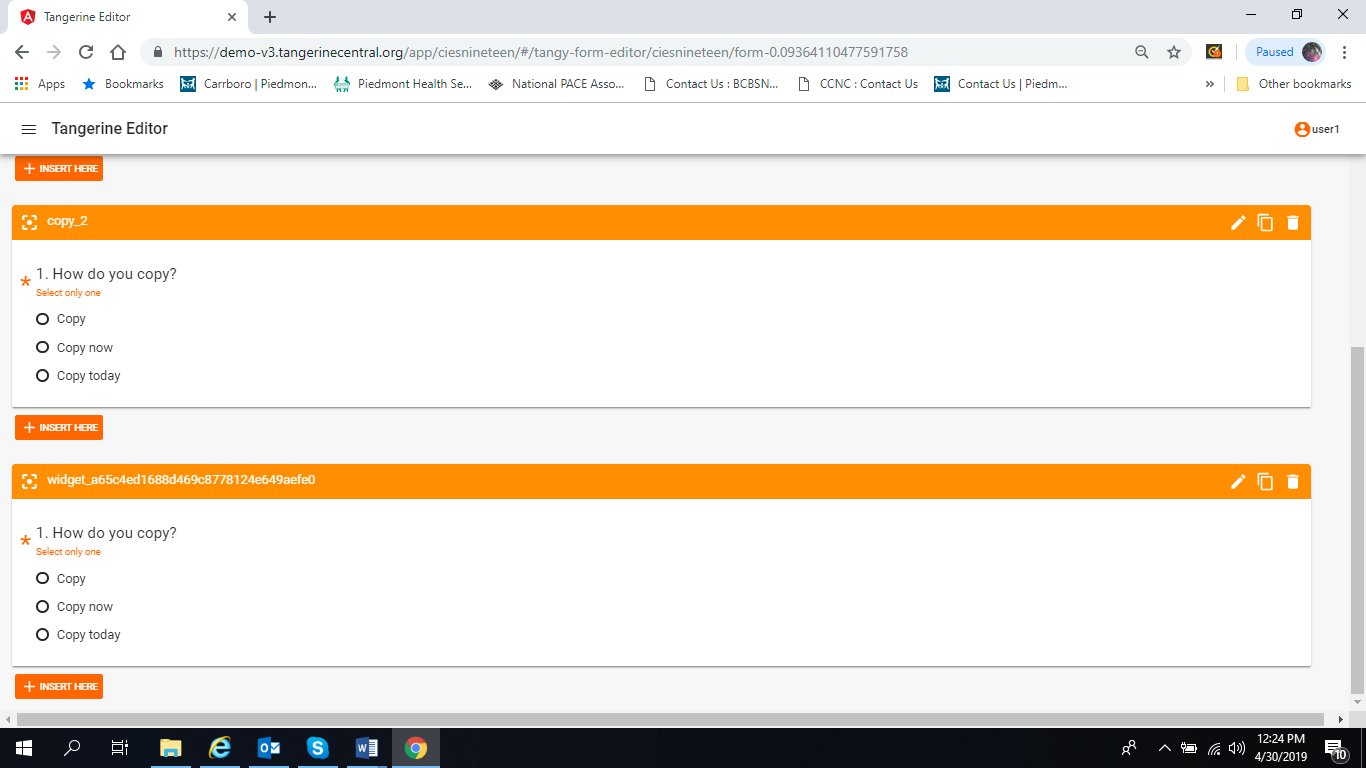 Tangerine Editor
https://demo-v3.tangerinecentral.org/app/ciesnineteen/#/tangy-form-editor/ciesnineteen/form-0.09364110477591758
Paused
Apps Bookmarks Carrboro | Piedmon... Piedmont Health Se... National PACE Asso... Contact Us : BCBSN... CCNC : Contact Us Contact Us | Piedm... » Other bookmarks
Tangerine Editor
user1
+ INSERT HERE
copy_2
* 1. How do you copy?
Select only one
Copy
Copy now
Copy today
+ INSERT HERE
widget_a65c4ed1688d469c8778124e649aefe0
* 1. How do you copy?
Select only one
Copy
Copy now
Copy today
+ INSERT HERE
12:24 PM
4/30/2019
10